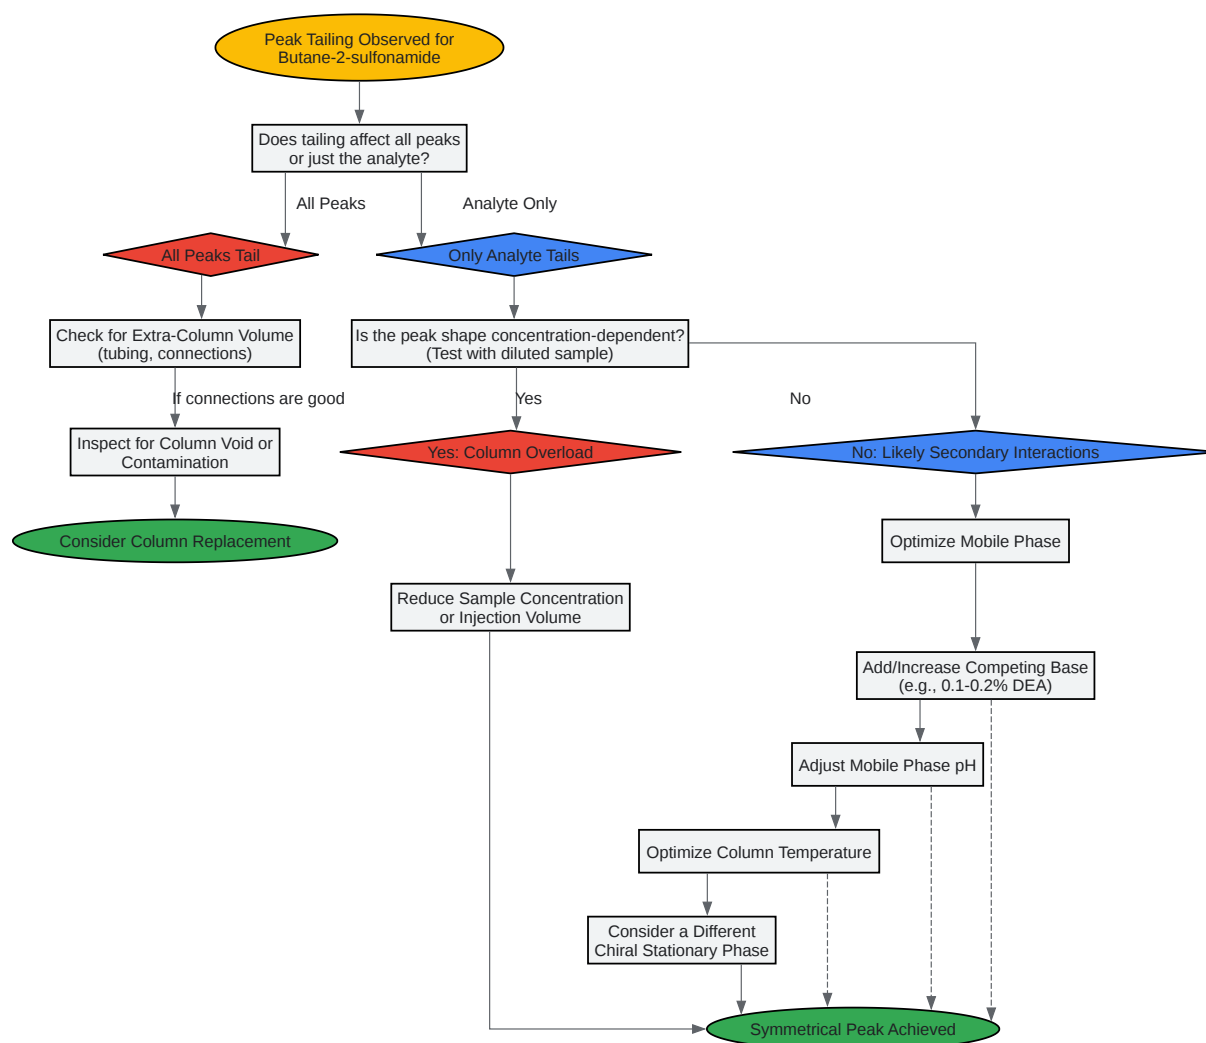 Peak Tailing Observed for
Butane-2-sulfonamide
Does tailing affect all peaks
or just the analyte?
All Peaks
Analyte Only
All Peaks Tail
Only Analyte Tails
Check for Extra-Column Volume
(tubing, connections)
Is the peak shape concentration-dependent?
(Test with diluted sample)
If connections are good
Yes
No
Inspect for Column Void or
Contamination
Yes: Column Overload
No: Likely Secondary Interactions
Consider Column Replacement
Optimize Mobile Phase
Reduce Sample Concentration
or Injection Volume
Add/Increase Competing Base
(e.g., 0.1-0.2% DEA)
Adjust Mobile Phase pH
Optimize Column Temperature
Consider a Different
Chiral Stationary Phase
Symmetrical Peak Achieved